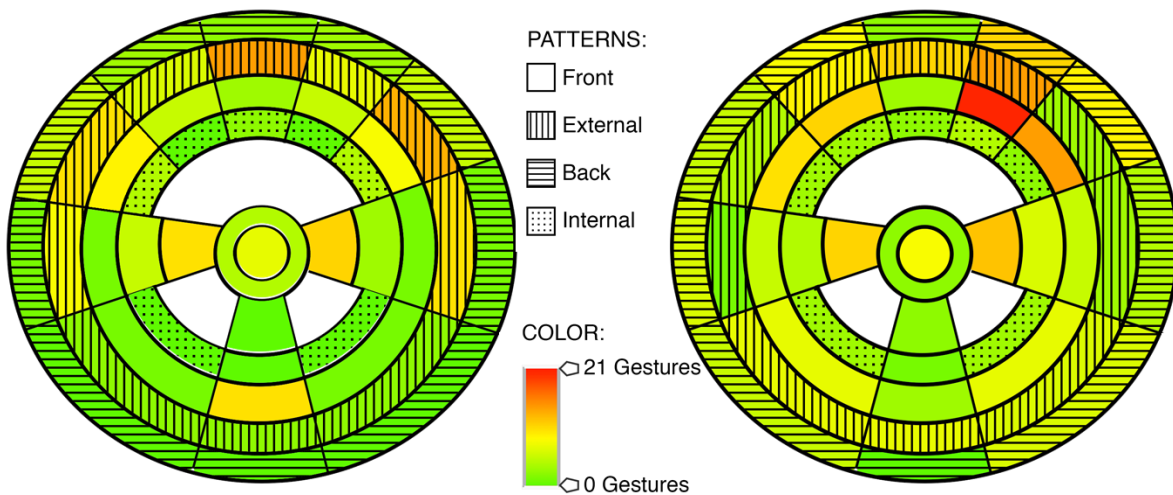 PATTERNS:
Front
External
Back
Internal
COLOR:
21 Gestures
0 Gestures